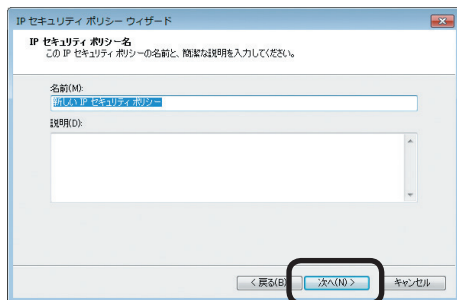 IP セキュリティ ポリシー ウィザード
IP セキュリティ ポリシー名
この IP セキュリティ ポリシーの名前と、簡潔な説明を入力してください。
名前(M):
新しい IP セキュリティ ポリシー
説明(D):
< 戻る(B) 次へ(N) > キャンセル